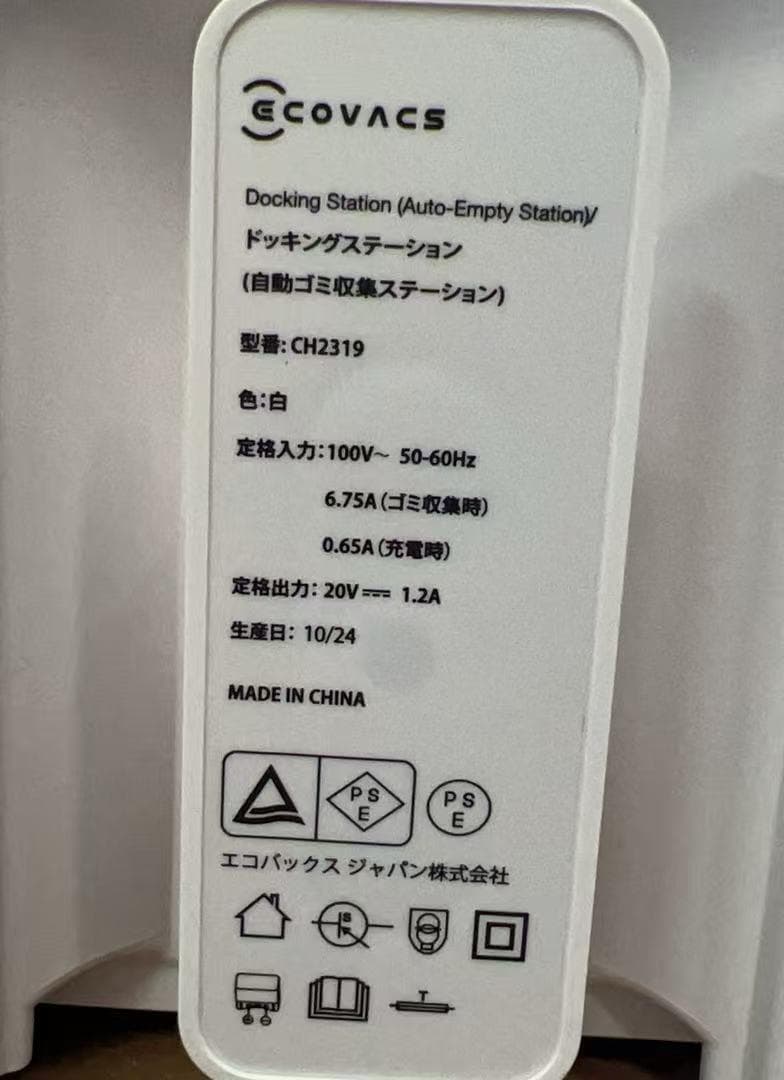 ECOVACS
Docking Station (Auto-Empty Station)/
ドッキングステーション
(自動ゴミ収集ステーション)
型番: CH2319
色:白
定格入力:100V～ 50-60Hz
6.75A(ゴミ収集時)
0.65A(充電時)
定格出力: 20V⎓ 1.2A
生産日: 10/24
MADE IN CHINA
PS
E
PS
E
エコバックス ジャパン株式会社
S